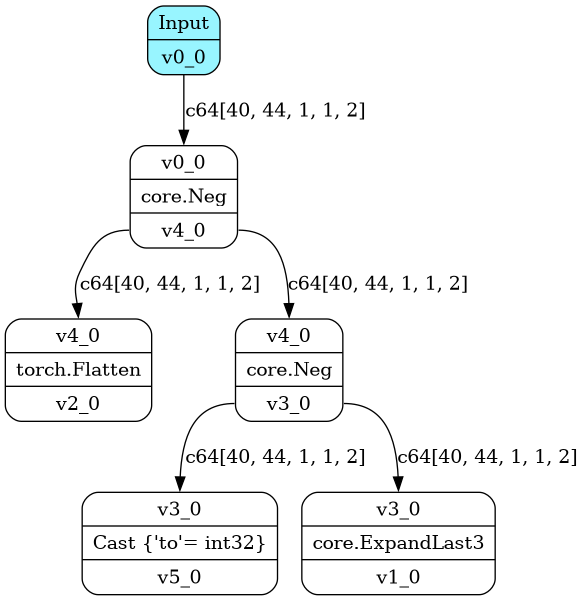 Input
v0_0
c64[40, 44, 1, 1, 2]
v0_0
core.Neg
v4_0
c64[40, 44, 1, 1, 2]
c64[40, 44, 1, 1, 2]
v4_0
torch.Flatten
v2_0
v4_0
core.Neg
v3_0
c64[40, 44, 1, 1, 2]
c64[40, 44, 1, 1, 2]
v3_0
Cast {'to'= int32}
v5_0
v3_0
core.ExpandLast3
v1_0